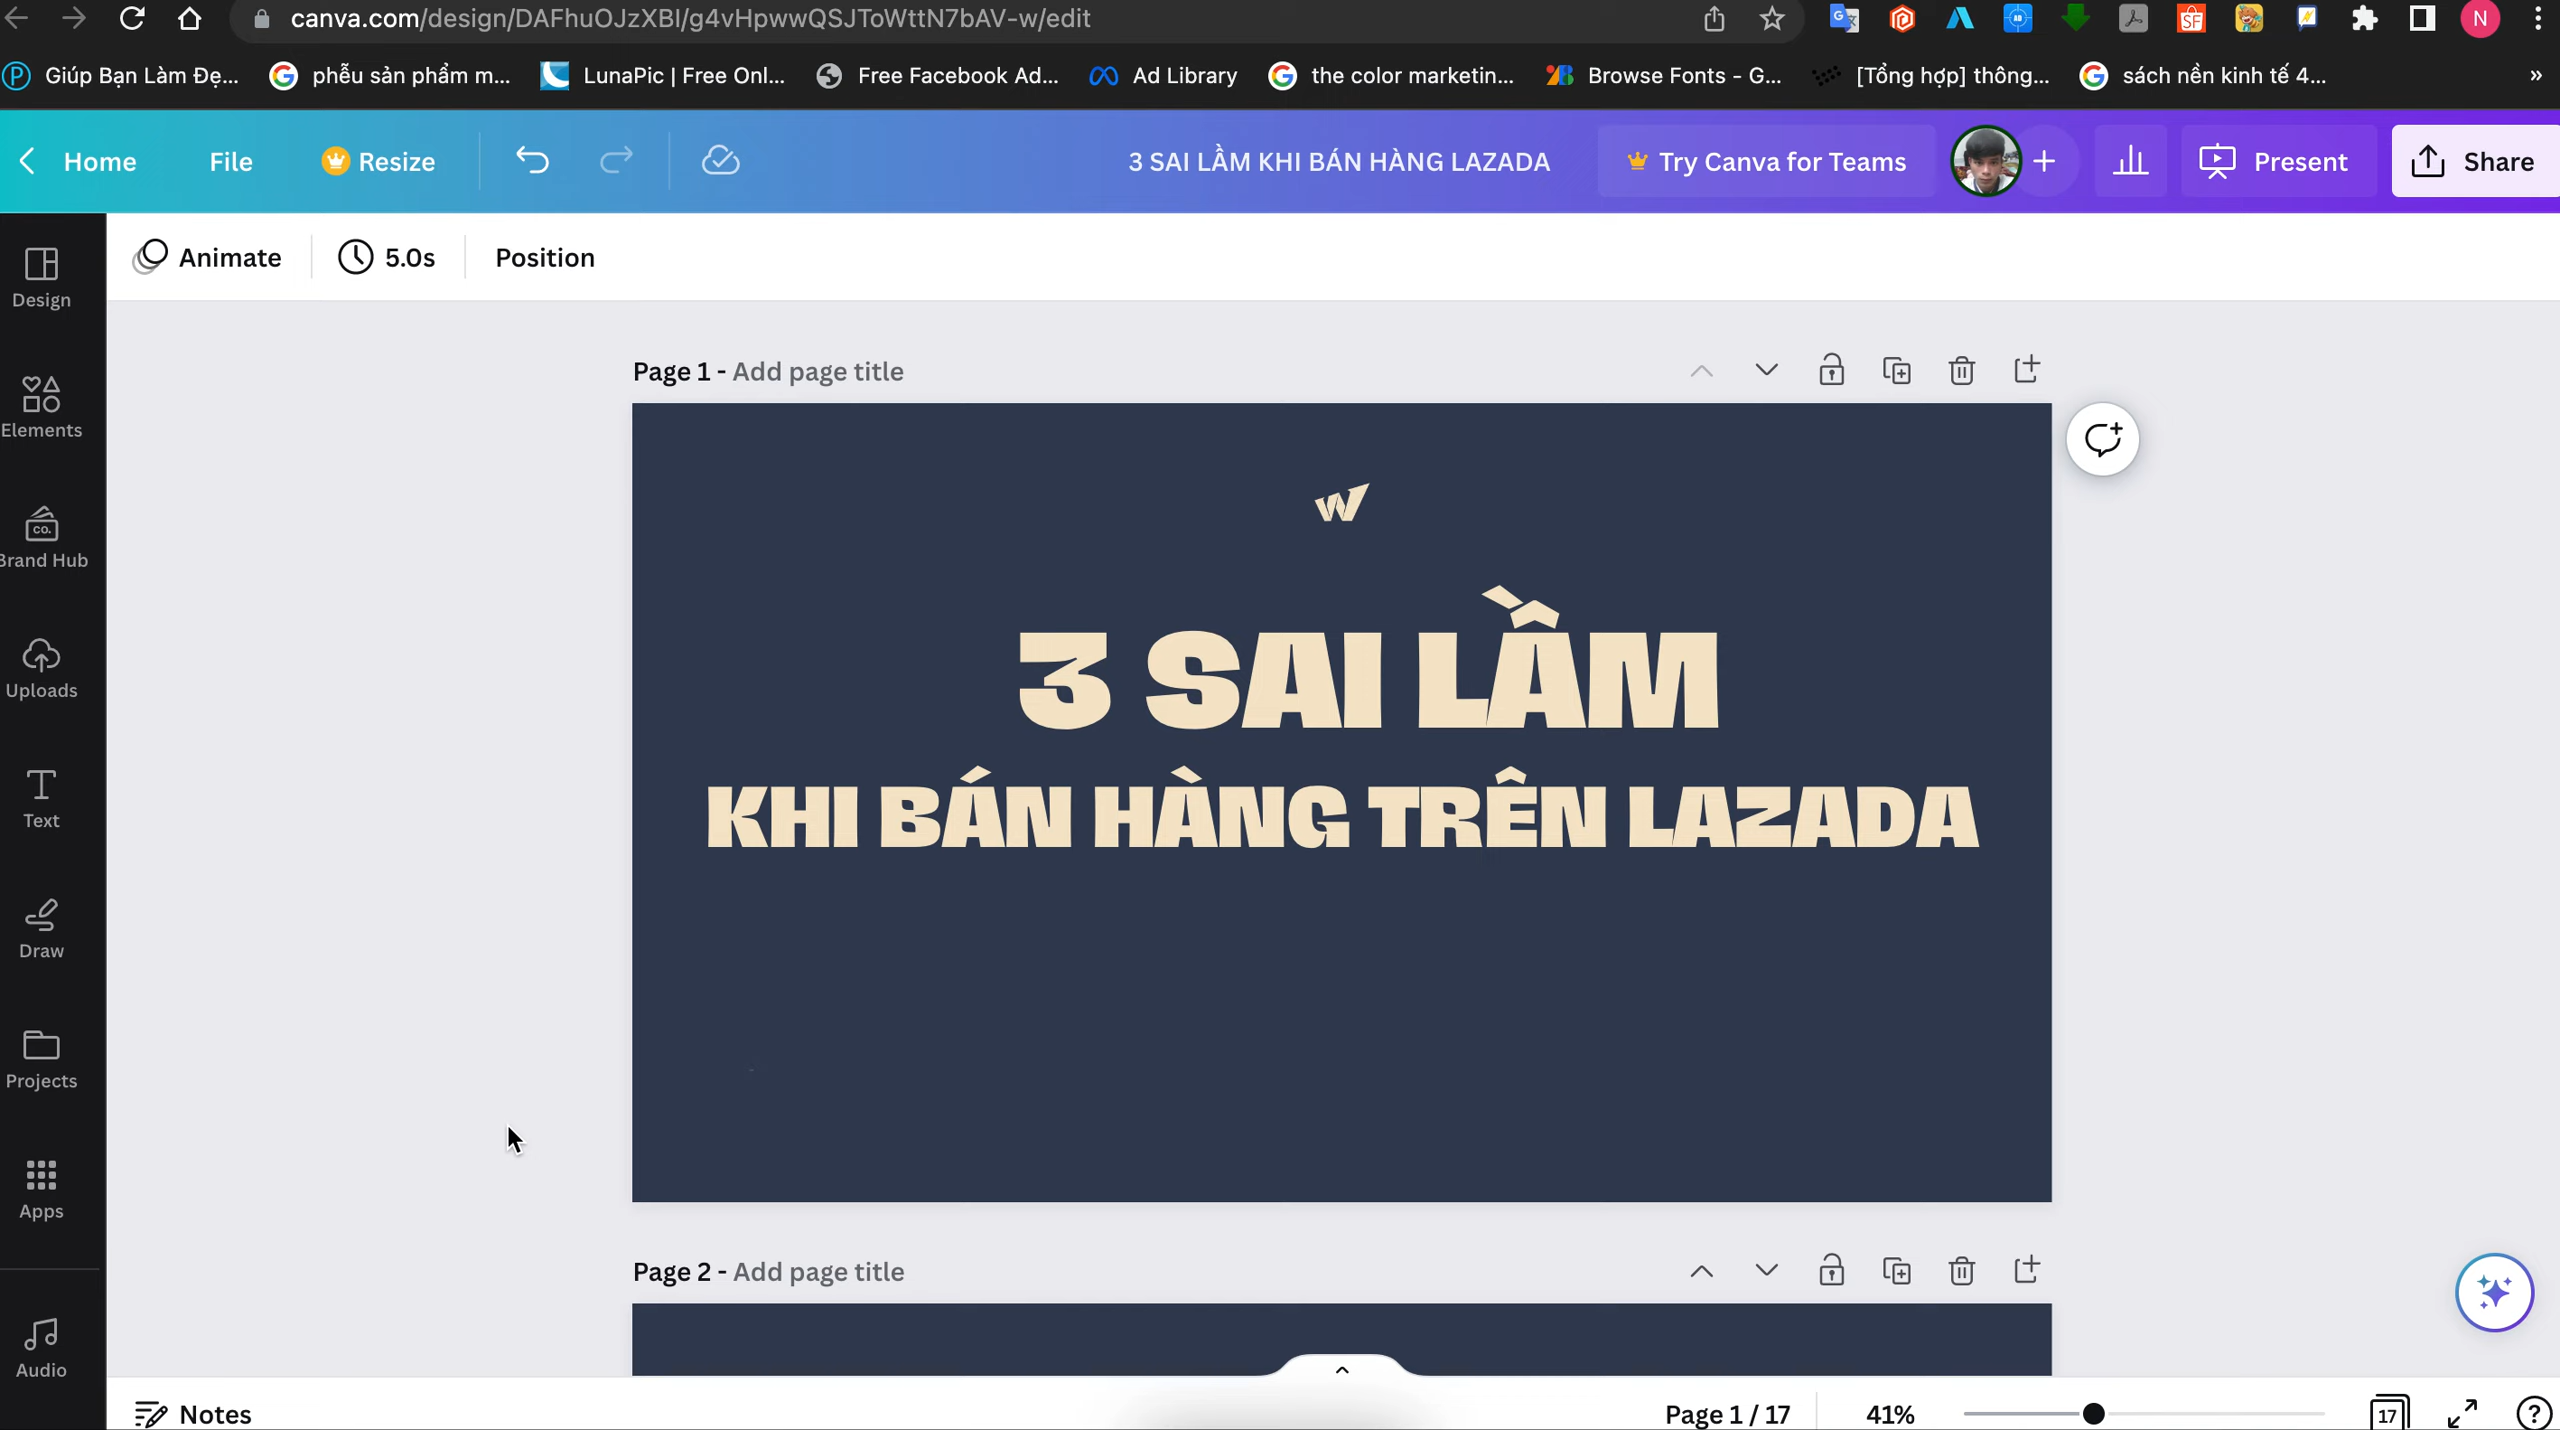 canva.com/design/DAFhuOJzXBI/g4vHpwwQSJToWttN7bAV-w/edit
Giúp Bạn Làm Đẹ...
phễu sản phẩm m...
LunaPic | Free Onl...
Free Facebook Ad...
Ad Library
the color marketin...
Browse Fonts - G...
[Tổng hợp] thông...
sách nền kinh tế 4...
»
Home
File
Resize
3 SAI LẦM KHI BÁN HÀNG LAZADA
Try Canva for Teams
Present
Share
Animate
5.0s
Position
Design
Elements
Brand Hub
Uploads
Text
Draw
Projects
Apps
Audio
Page 1 - Add page title
3 SAI LẦM
KHI BÁN HÀNG TRÊN LAZADA
Page 2 - Add page title
Notes
Page 1 / 17
41%
17